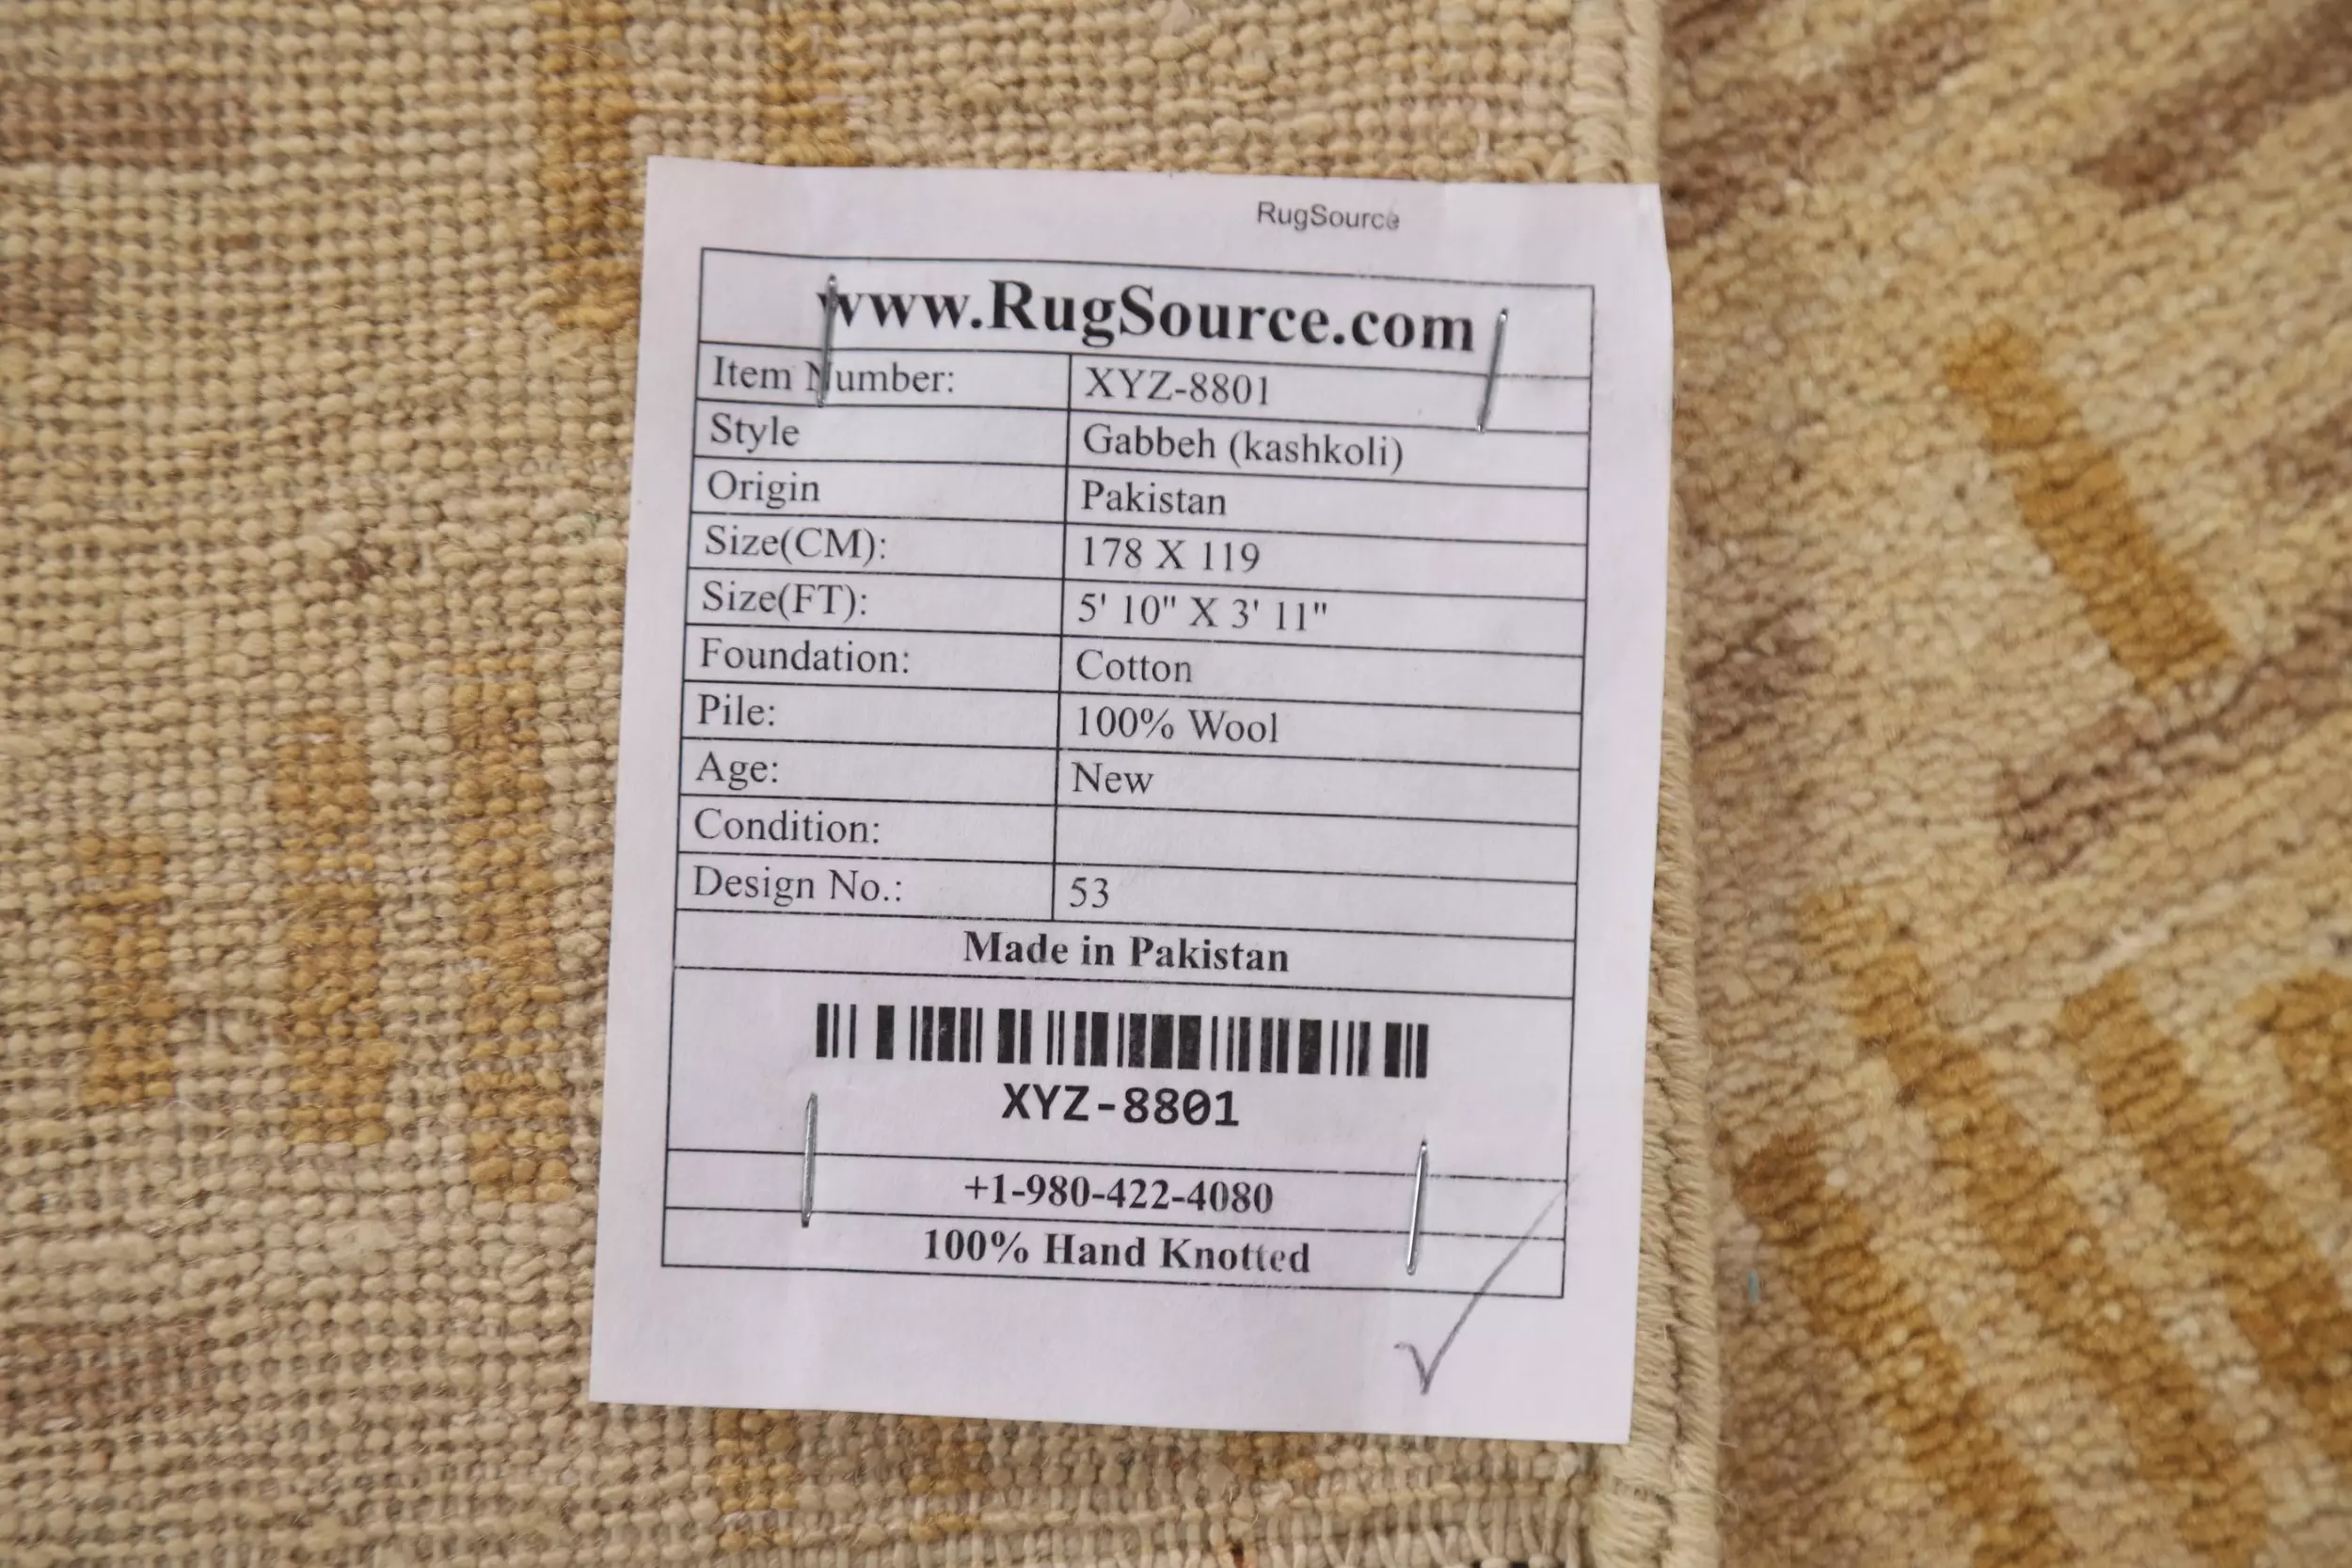 RugSource
www.RugSource.com
Item Number: XYZ-8801
Style Gabbeh (kashkoli)
Origin Pakistan
Size(CM): 178 X 119
Size(FT): 5' 10" X 3' 11"
Foundation: Cotton
Pile: 100% Wool
Age: New
Condition:
Design No.: 53
Made in Pakistan
XYZ-8801
+1-980-422-4080
100% Hand Knotted